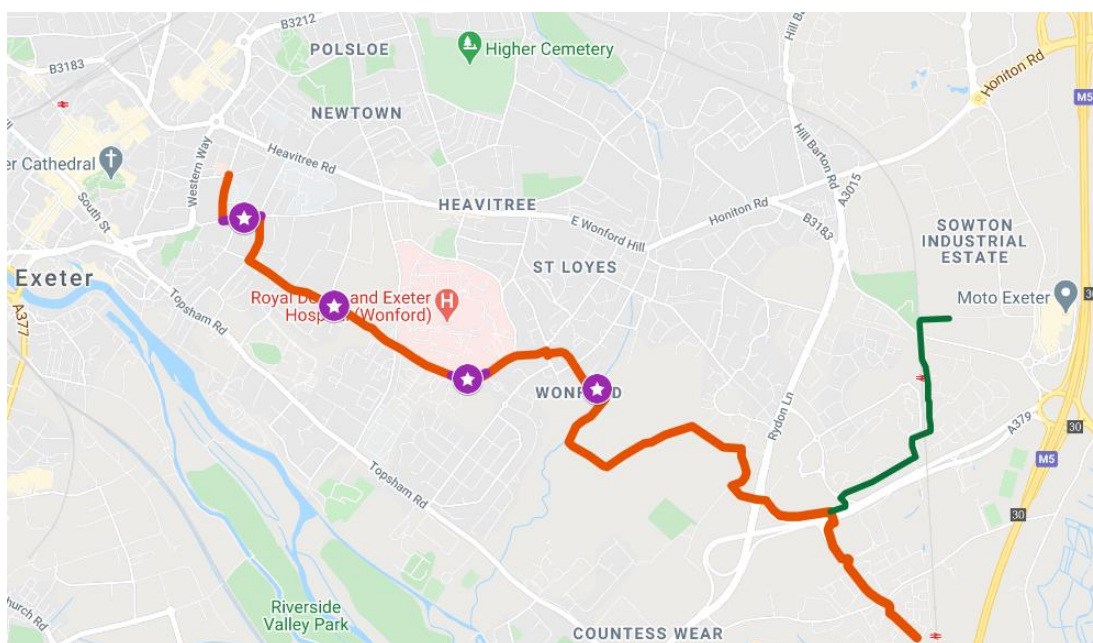 B3212
POLSLOE
Higher Cemetery
B3183
Honiton Rd
M5
NEWTOWN
Western Way
Heavitree Rd
Hill Barton Rd
er Cathedral
A3015
South St
HEAVITREE
Honiton Rd
B3183
E Wonford Hill
SOWTON
INDUSTRIAL
ESTATE
ST LOYES
Exeter
Topsham Rd
Royal D and Exeter
Hosp (Wonford)
H
Moto Exeter
30
A377
WONF D
Rydon Ln
A379
30
M5
Topsham Rd
30
Riverside
Valley Park
hurch Rd
COUNTESS WEAR